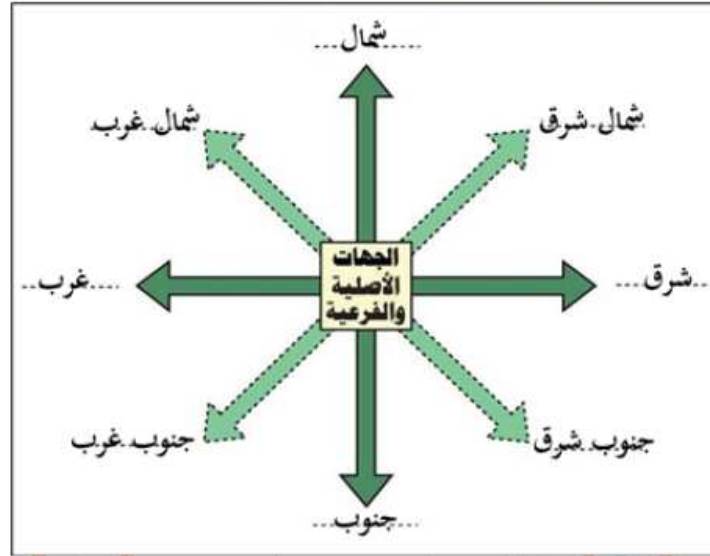 شمال
شمال شرق
شمال غرب
الجهات
الأصلية
والفرعية
شرق
غرب
جنوب شرق
جنوب غرب
جنوب